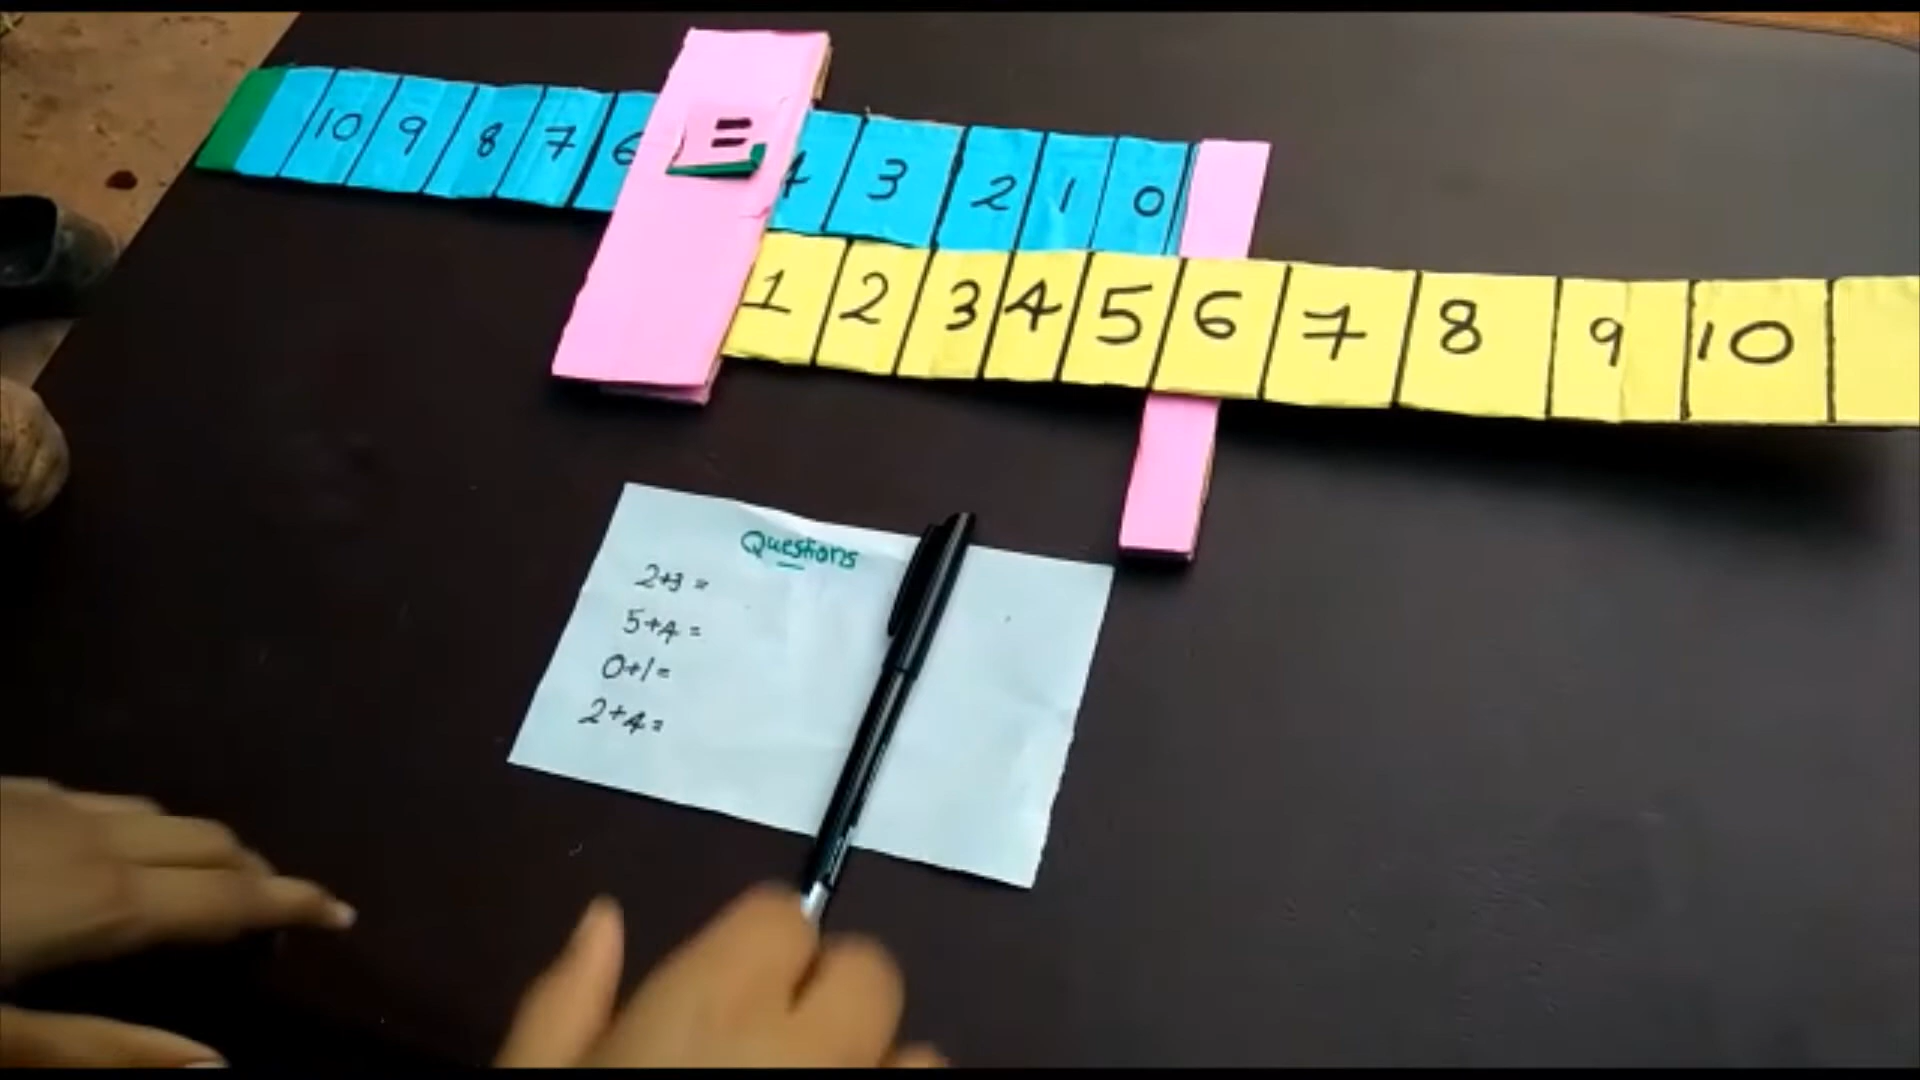 10 9 8 7 6 = 4 3 2 1 0
1 2 3 4 5 6 7 8 9 10
Questions
2+3 =
5+4 =
0+1=
2+4=